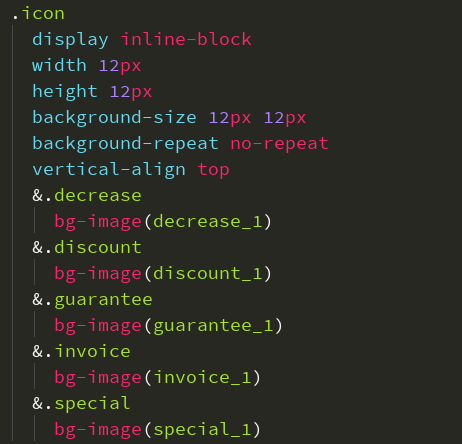 .icon
display inline-block
width 12px
height 12px
background-size 12px 12px
background-repeat no-repeat
vertical-align top
&.decrease
bg-image(decrease_1)
&.discount
bg-image(discount_1)
&.guarantee
bg-image(guarantee_1)
&.invoice
bg-image(invoice_1)
&.special
bg-image(special_1)